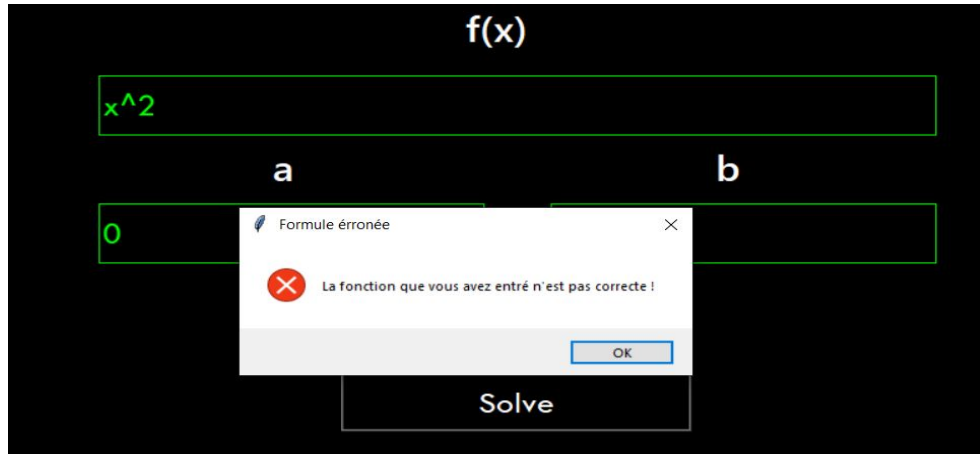 f(x)
x^2
a
b
0
Formule érronée
La fonction que vous avez entré n'est pas correcte !
OK
Solve